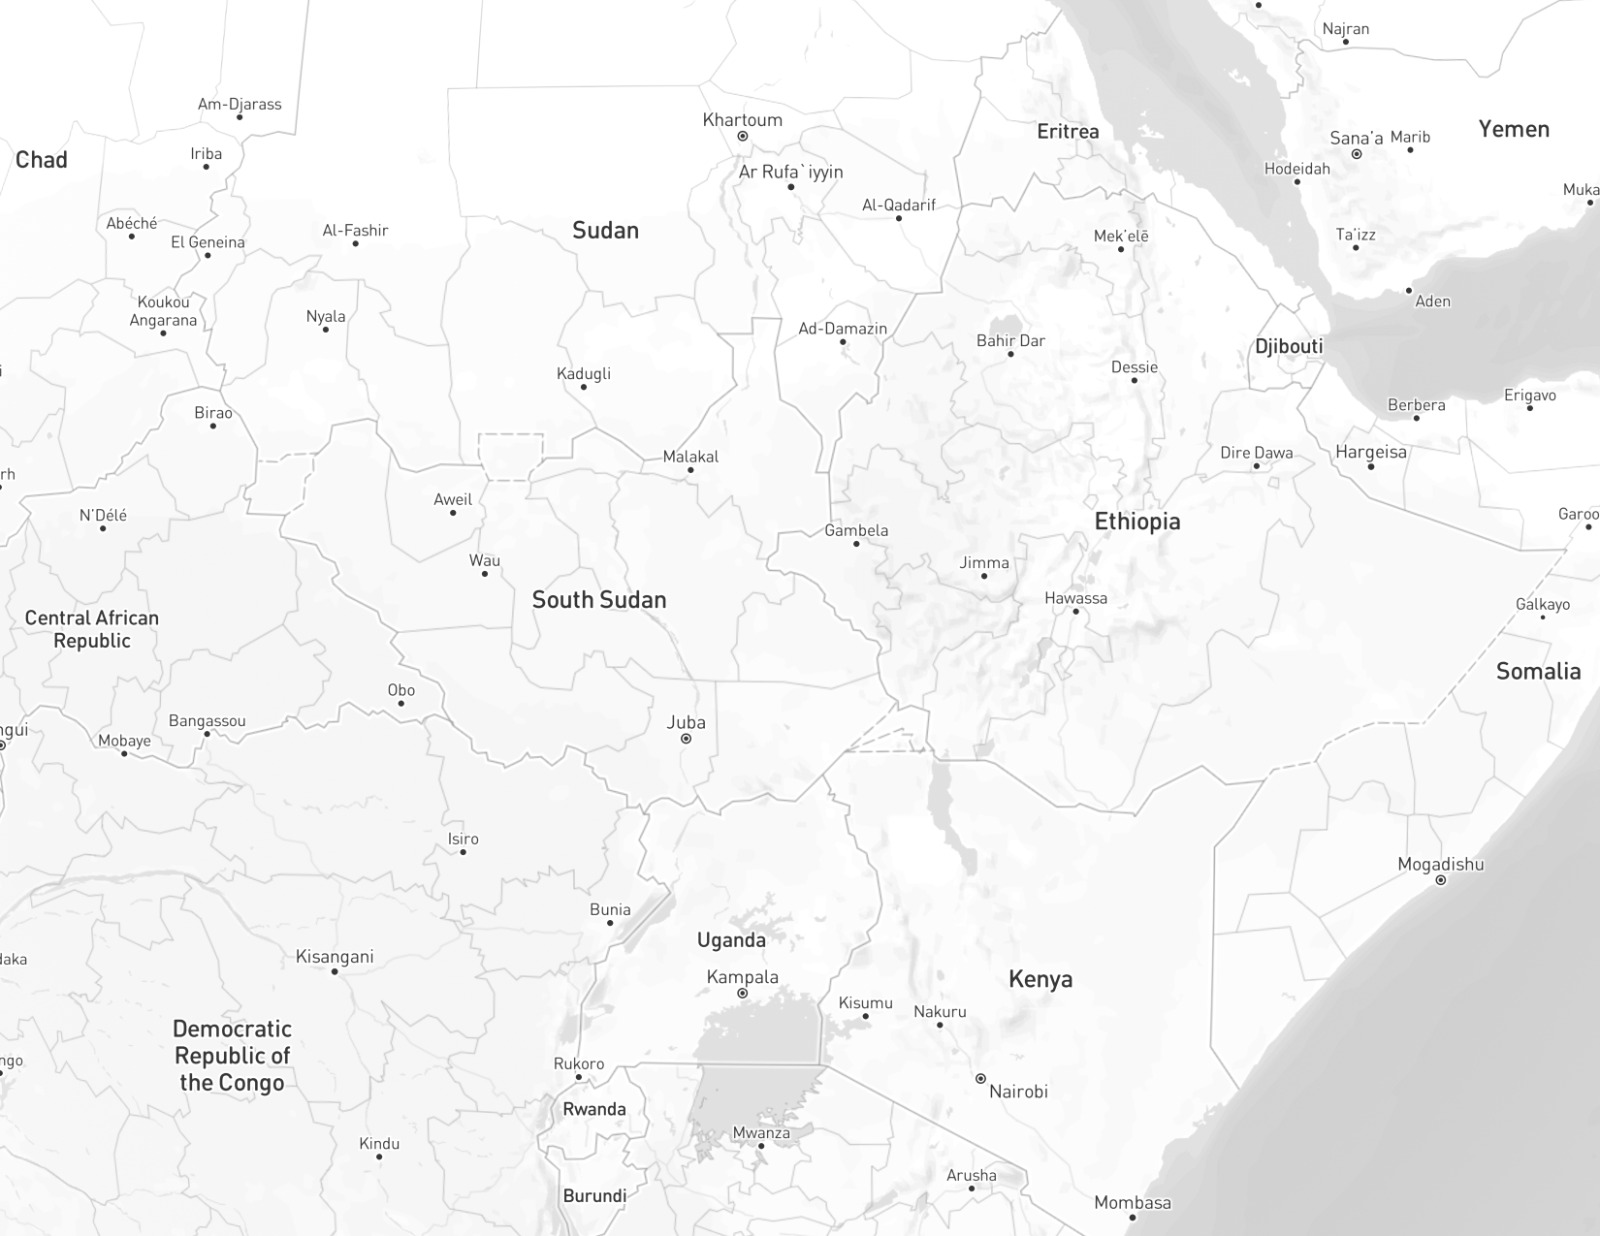 Najran
Am-Djarass
Khartoum
Eritrea
Yemen
Sana'a
Marib
Chad
Iriba
Ar Rufa`iyyin
Hodeidah
Muka
Abéché
Al-Qadarif
El Geneina
Al-Fashir
Sudan
Mek'elē
Ta'izz
Koukou
Angarana
Aden
Nyala
Ad-Damazin
Bahir Dar
Djibouti
Kadugli
Dessie
Erigavo
Birao
Berbera
Malakal
Dire Dawa
Hargeisa
rh
Aweil
N'Délé
Ethiopia
Garoo
Gambela
Wau
Jimma
South Sudan
Hawassa
Galkayo
Central African
Republic
Somalia
Obo
Bangassou
Juba
ngui
Mobaye
Isiro
Mogadishu
Bunia
Uganda
Kisangani
daka
Kampala
Kenya
Kisumu
Nakuru
Democratic
Republic of
the Congo
ngo
Rukoro
Nairobi
Rwanda
Mwanza
Kindu
Arusha
Burundi
Mombasa